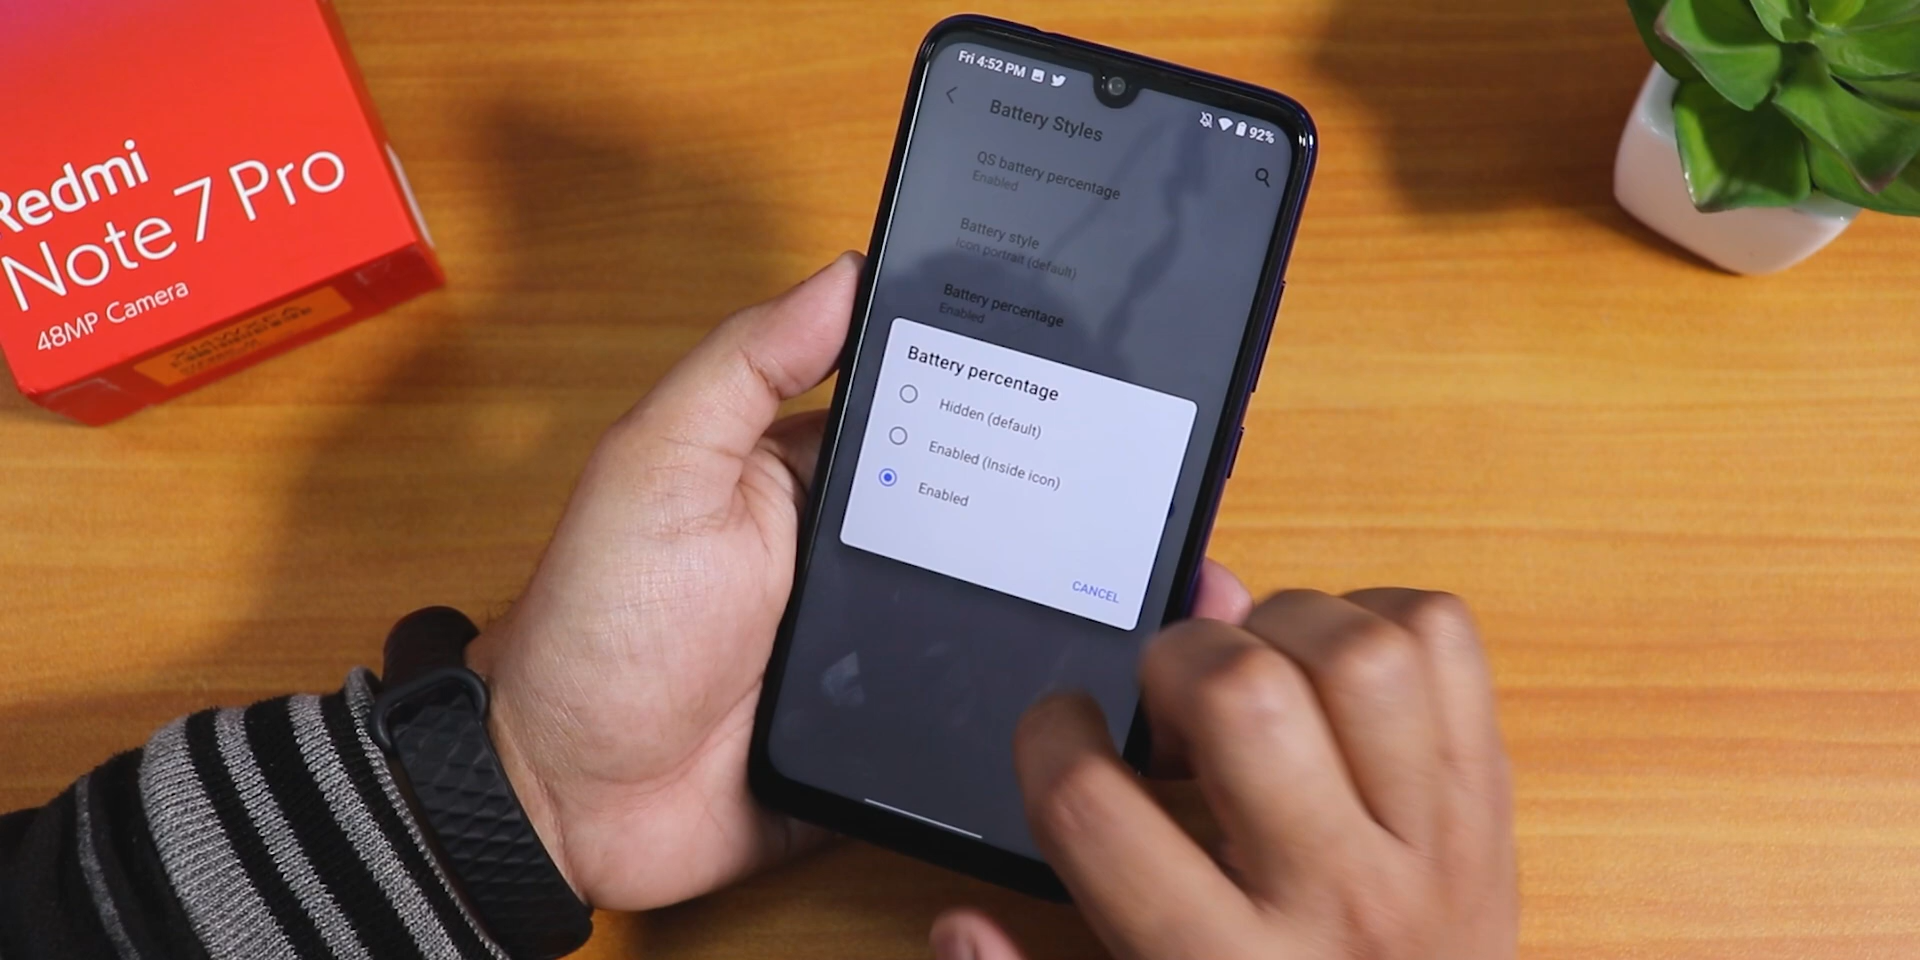 Redmi
Note 7 Pro
48MP Camera
Fri 4:52 PM
92%
Battery Styles
QS battery percentage
Enabled
Battery style
Icon portrait (default)
Battery percentage
Enabled
Battery percentage
Hidden (default)
Enabled (Inside icon)
Enabled
CANCEL